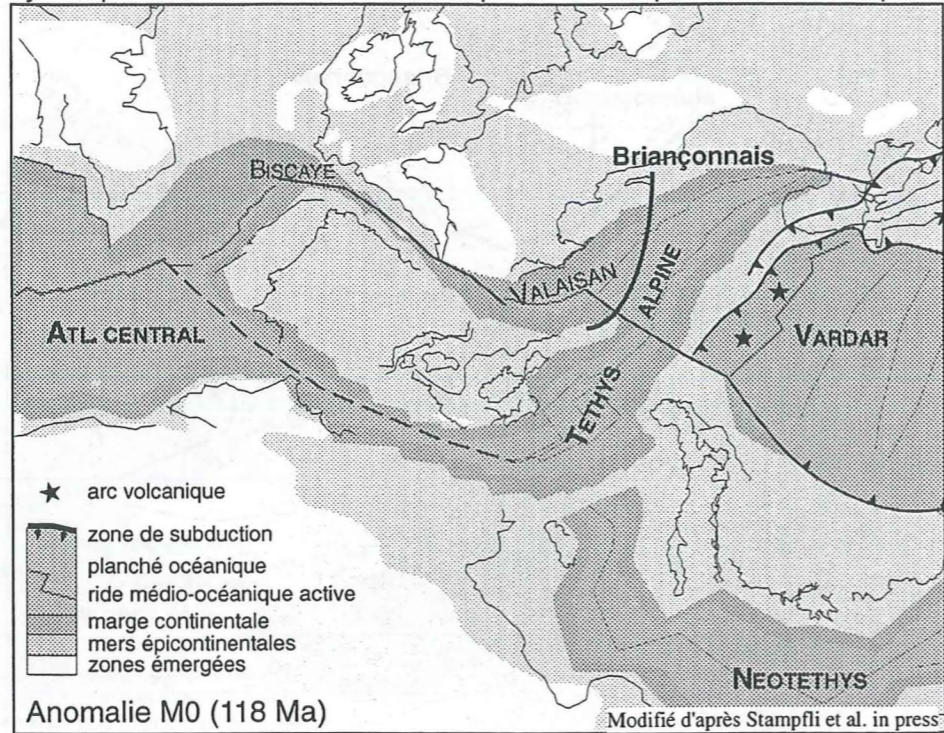 BISCAYE
Briançonnais
VALAISAN
ALPINE
ATL. CENTRAL
VARDAR
TETHYS
arc volcanique
zone de subduction
planché océanique
ride médio-océanique active
marge continentale
mers épicontinentales
zones émergées
NEOTETHYS
Anomalie M0 (118 Ma)
Modifié d'après Stampfli et al. in press